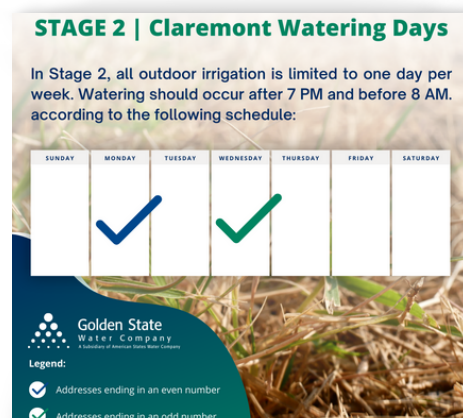 STAGE 2 | Claremont Watering Days
In Stage 2, all outdoor irrigation is limited to one day per
week. Watering should occur after 7 PM and before 8 AM.
according to the following schedule:
SUNDAY MONDAY TUESDAY WEDNESDAY THURSDAY FRIDAY SATURDAY
Golden State
Water Company
A Subsidiary of American States Water Company
Legend:
Addresses ending in an even number
Addresses ending in an odd number